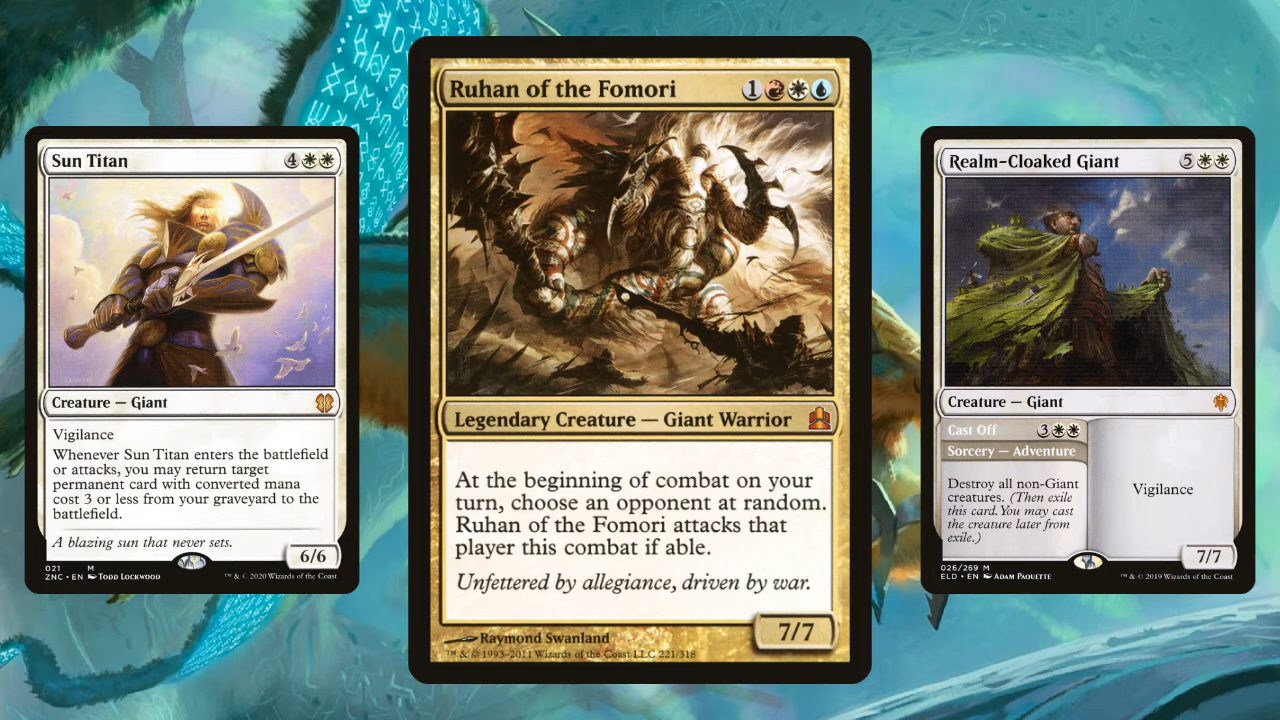 Sun Titan 4
Creature — Giant
Vigilance
Whenever Sun Titan enters the battlefield
or attacks, you may return target
permanent card with converted mana
cost 3 or less from your graveyard to the
battlefield.
A blazing sun that never sets.
6/6
021 M
ZNC • EN Todd Lockwood
™ & © 2020 Wizards of the Coast
Ruhan of the Fomori 1
Legendary Creature — Giant Warrior
At the beginning of combat on your
turn, choose an opponent at random.
Ruhan of the Fomori attacks that
player this combat if able.
Unfettered by allegiance, driven by war.
7/7
Raymond Swanland
™ & © 1993–2011 Wizards of the Coast LLC 221/318
Realm-Cloaked Giant 5
Creature — Giant
Cast Off 3
Sorcery — Adventure
Destroy all non-Giant
creatures. (Then exile
this card. You may cast
the creature later from
exile.)
Vigilance
7/7
026/269 M
ELD • EN Adam Paquette
™ & © 2019 Wizards of the Coast